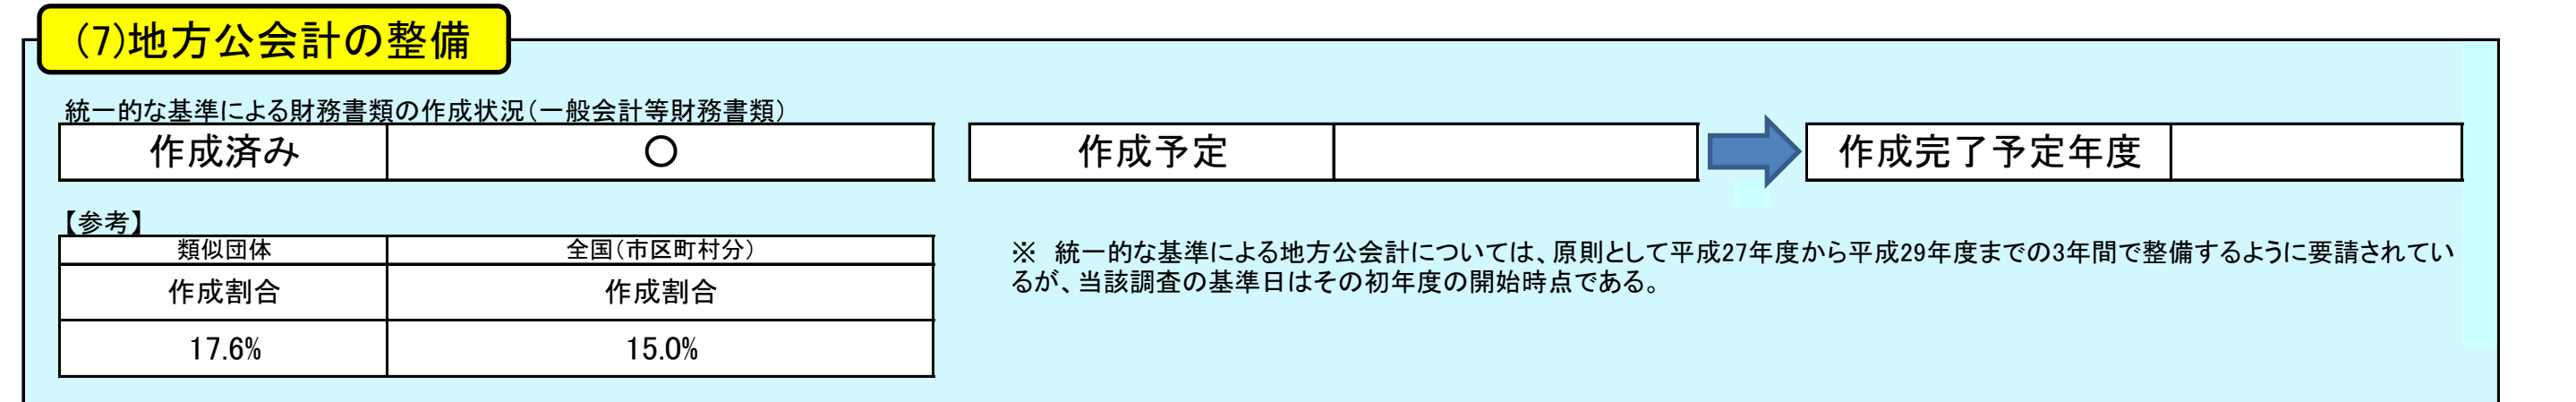 (7)地方公会計の整備
統一的な基準による財務書類の作成状況(一般会計等財務書類)
作成済み ○ 作成予定 作成完了予定年度
【参考】
類似団体 全国(市区町村分)
作成割合 作成割合
17.6% 15.0%
※ 統一的な基準による地方公会計については、原則として平成27年度から平成29年度までの3年間で整備するように要請されてい
るが、当該調査の基準日はその初年度の開始時点である。